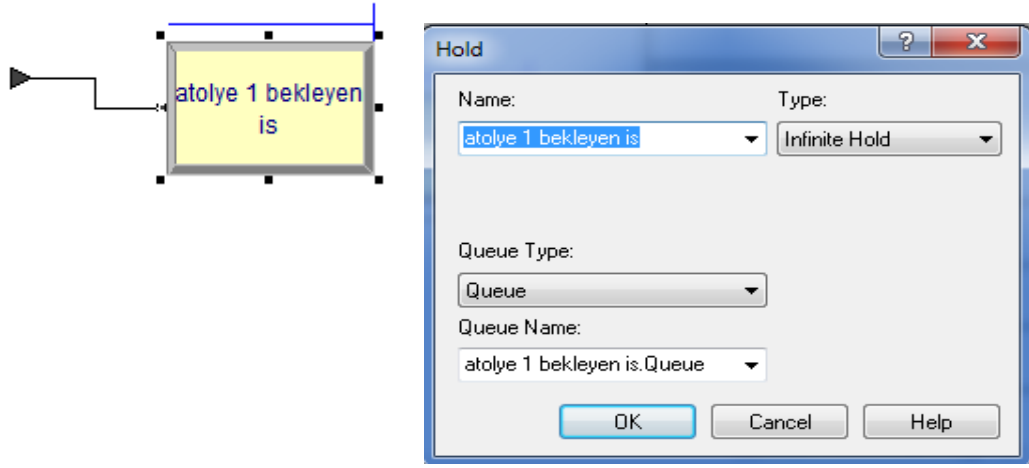 atolye 1 bekleyen
is
Hold
?
X
Name:
Type:
atolye 1 bekleyen is
Infinite Hold
Queue Type:
Queue
Queue Name:
atolye 1 bekleyen is.Queue
OK
Cancel
Help